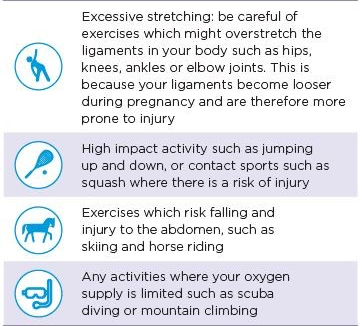 Excessive stretching: be careful of
exercises which might overstretch the
ligaments in your body such as hips,
knees, ankles or elbow joints. This is
because your ligaments become looser
during pregnancy and are therefore more
prone to injury
High impact activity such as jumping
up and down, or contact sports such as
squash where there is a risk of injury
Exercises which risk falling and
injury to the abdomen, such as
skiing and horse riding
Any activities where your oxygen
supply is limited such as scuba
diving or mountain climbing